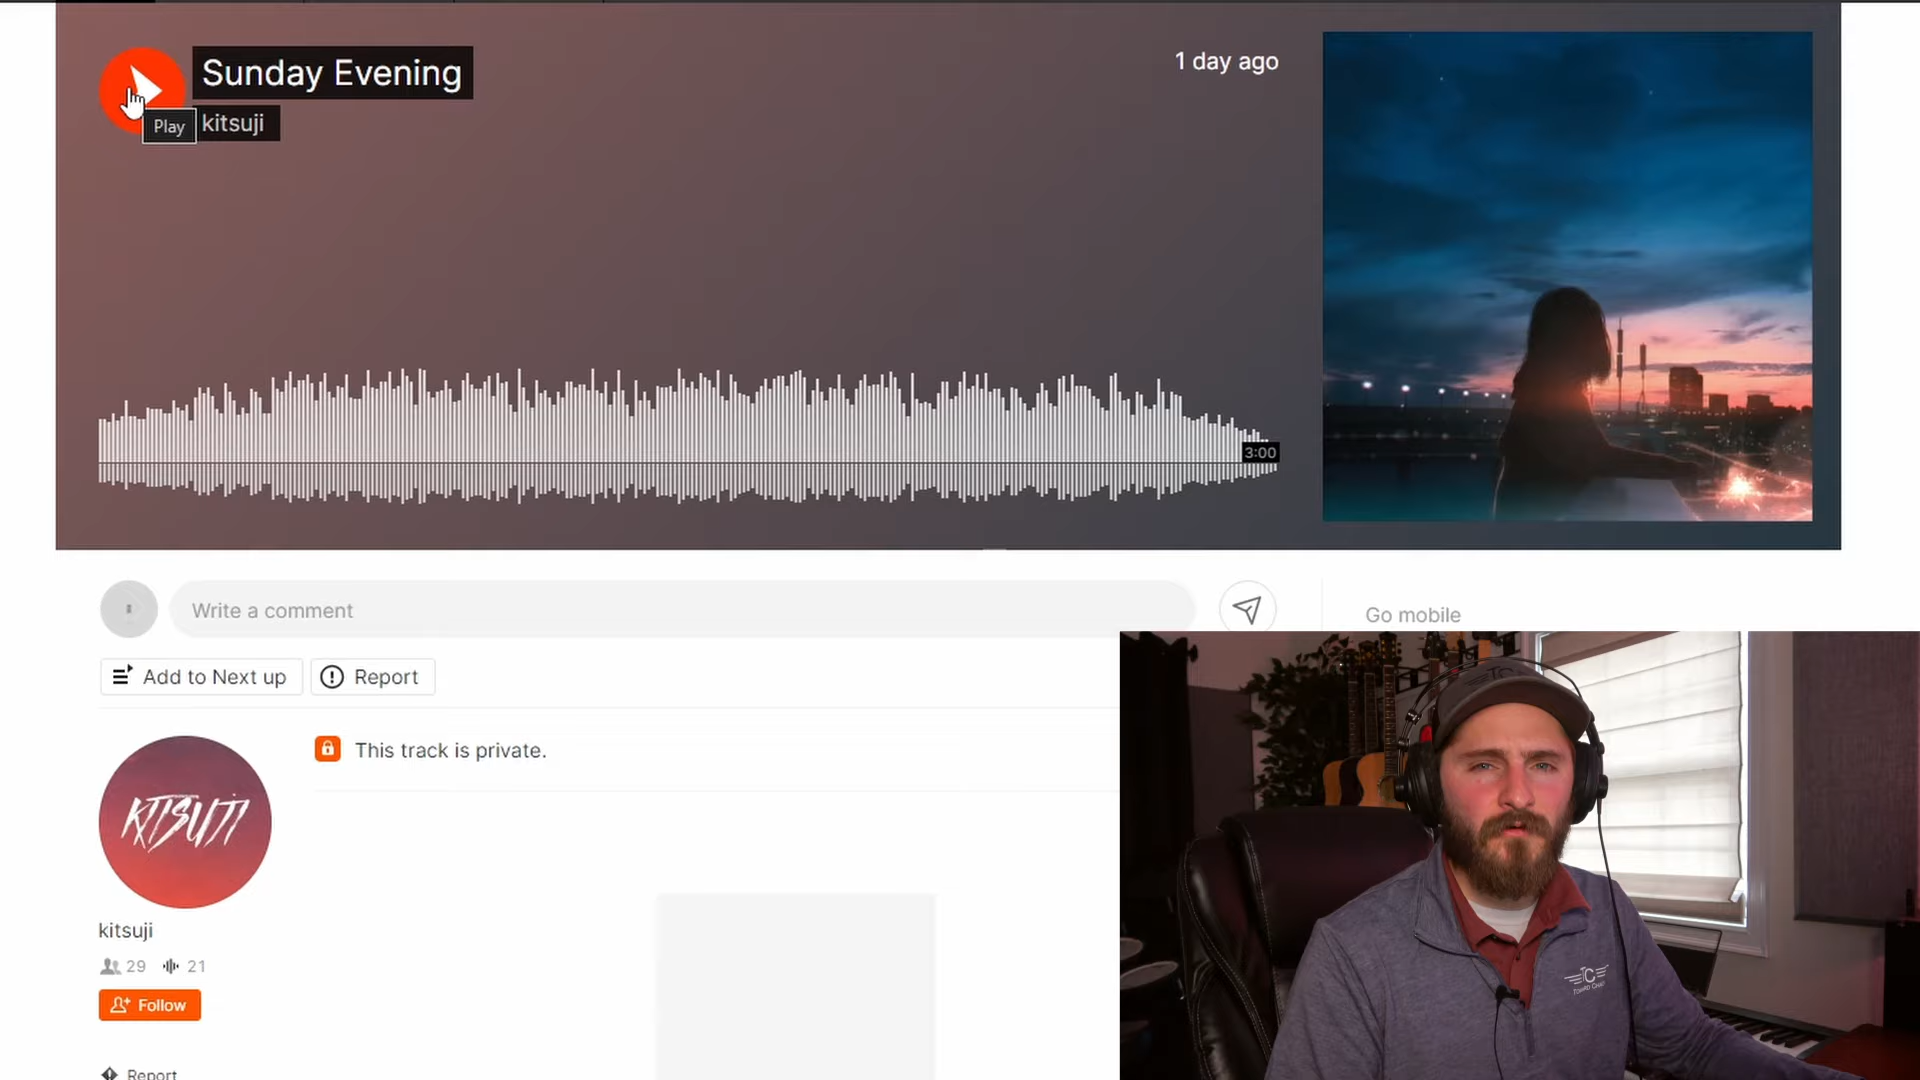 Sunday Evening
1 day ago
kitsuji
Play
3:00
Write a comment
Go mobile
Add to Next up
Report
This track is private.
KITSUJI
kitsuji
29
21
Follow
Report
TC